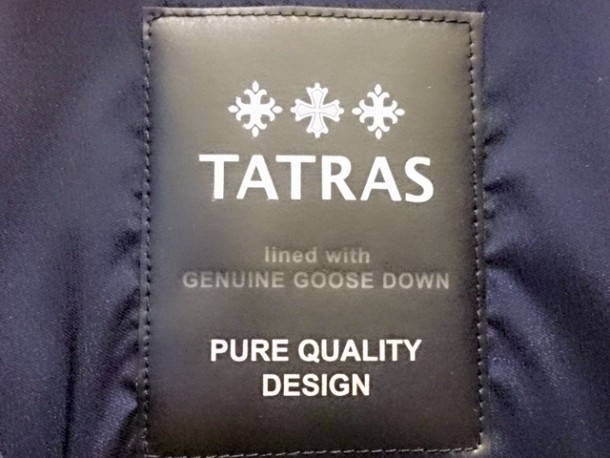 TATRAS
lined with
GENUINE GOOSE DOWN
PURE QUALITY
DESIGN